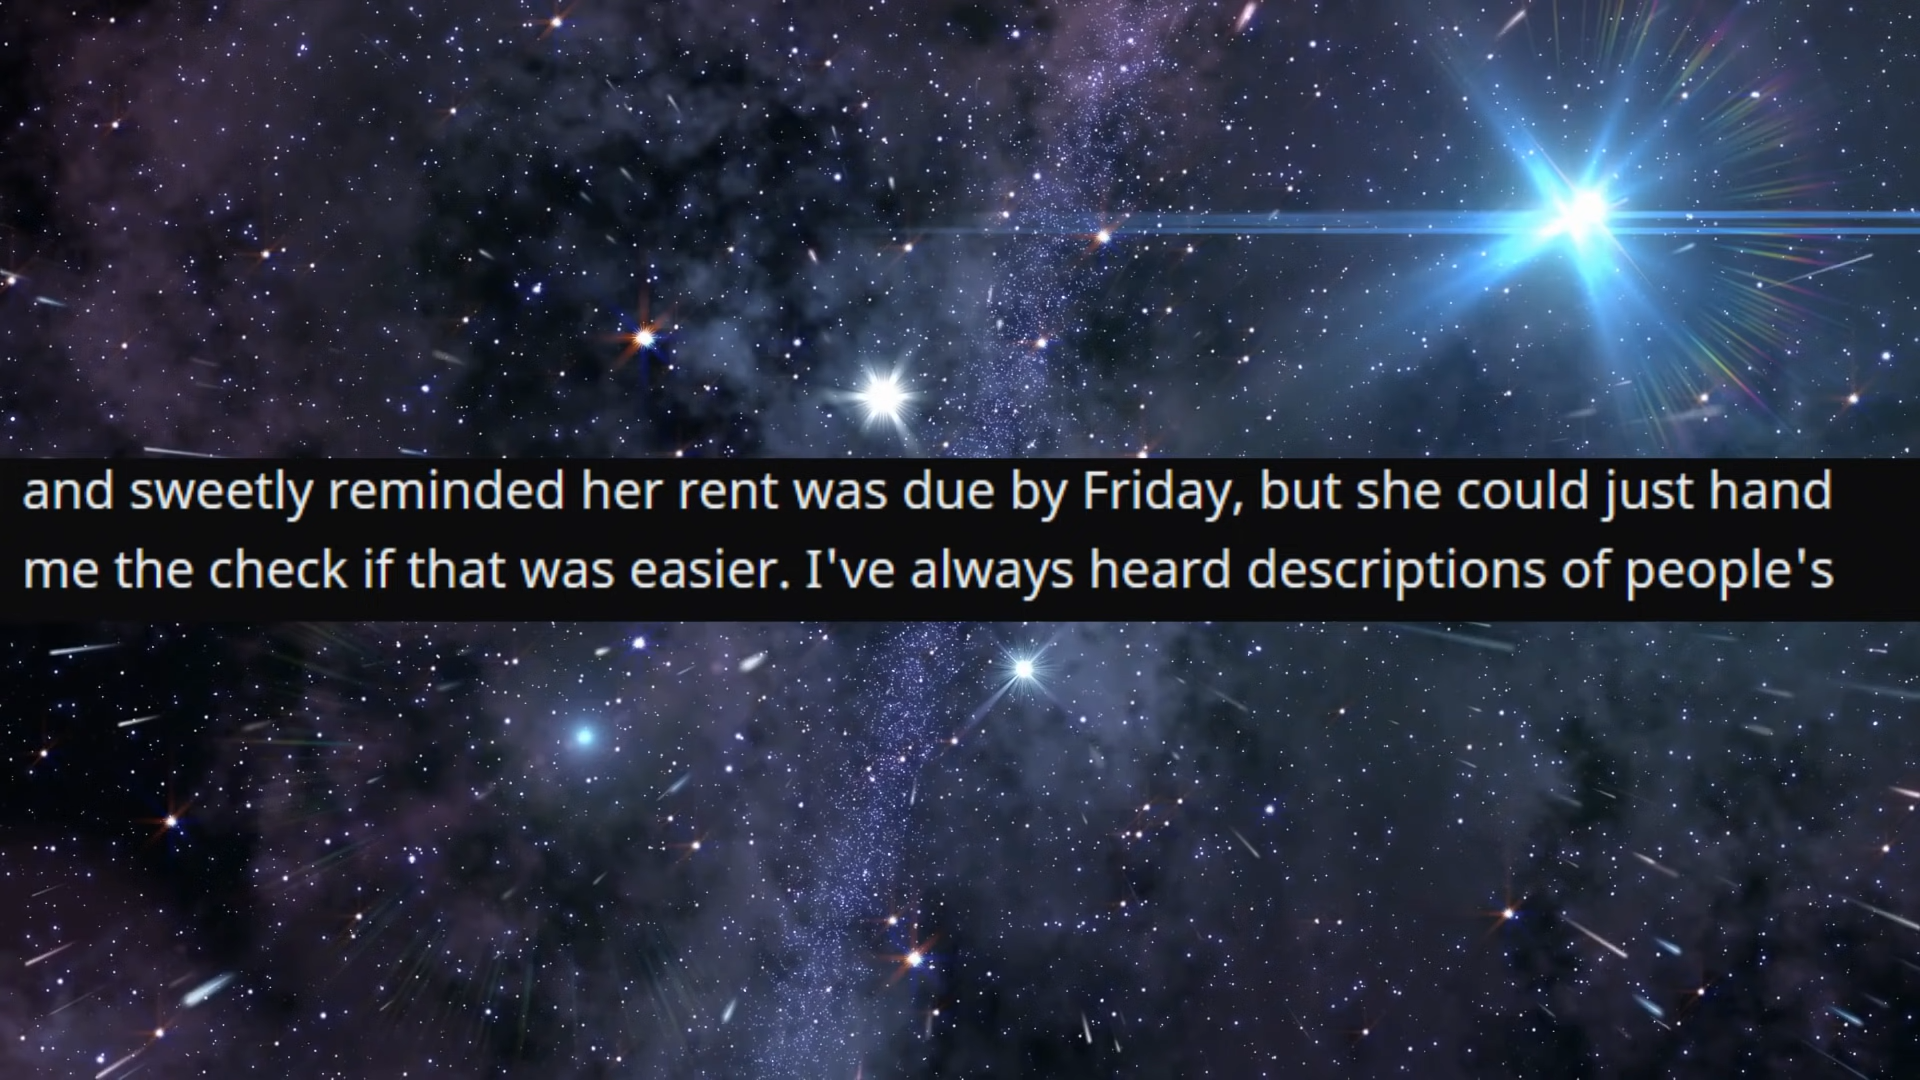 and sweetly reminded her rent was due by Friday, but she could just hand
me the check if that was easier. I've always heard descriptions of people's